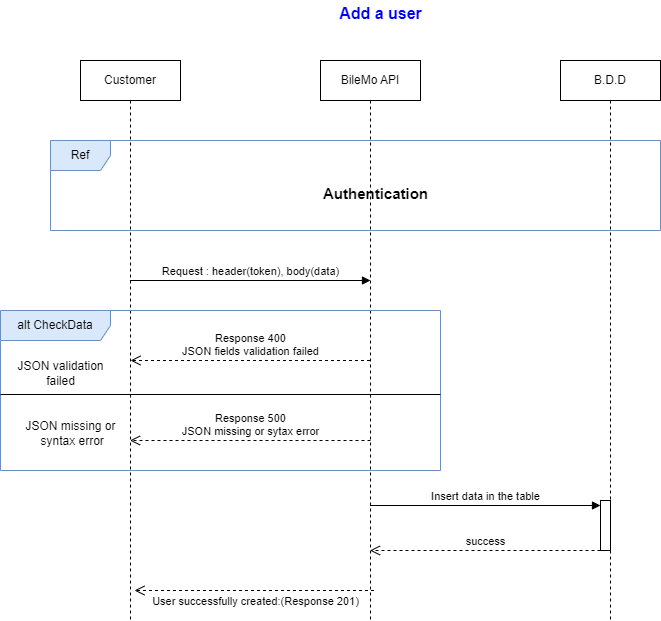 Add a user
Customer
BileMo API
B.D.D
Ref
Authentication
Request : header(token), body(data)
alt CheckData
Response 400
JSON fields validation failed
JSON validation
failed
Response 500
JSON missing or sytax error
JSON missing or
syntax error
Insert data in the table
success
User successfully created:(Response 201)